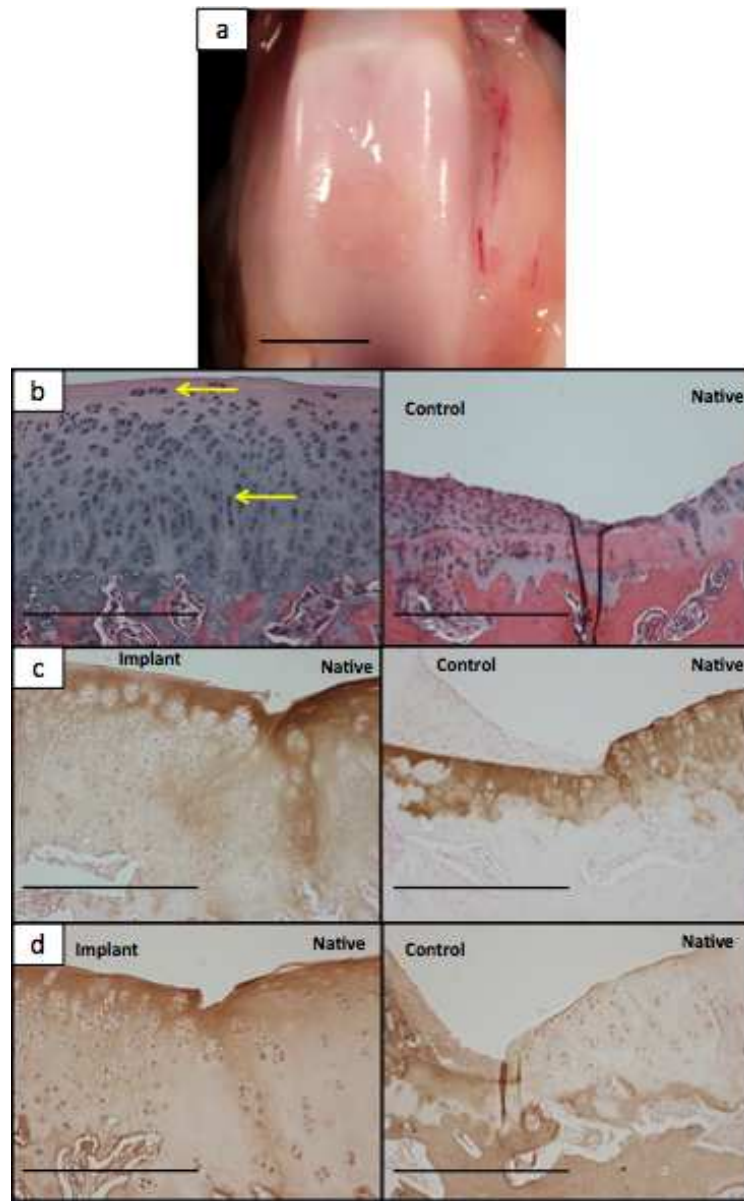 a
b
Control
Native
c
Implant
Native
Control
Native
d
Implant
Native
Control
Native